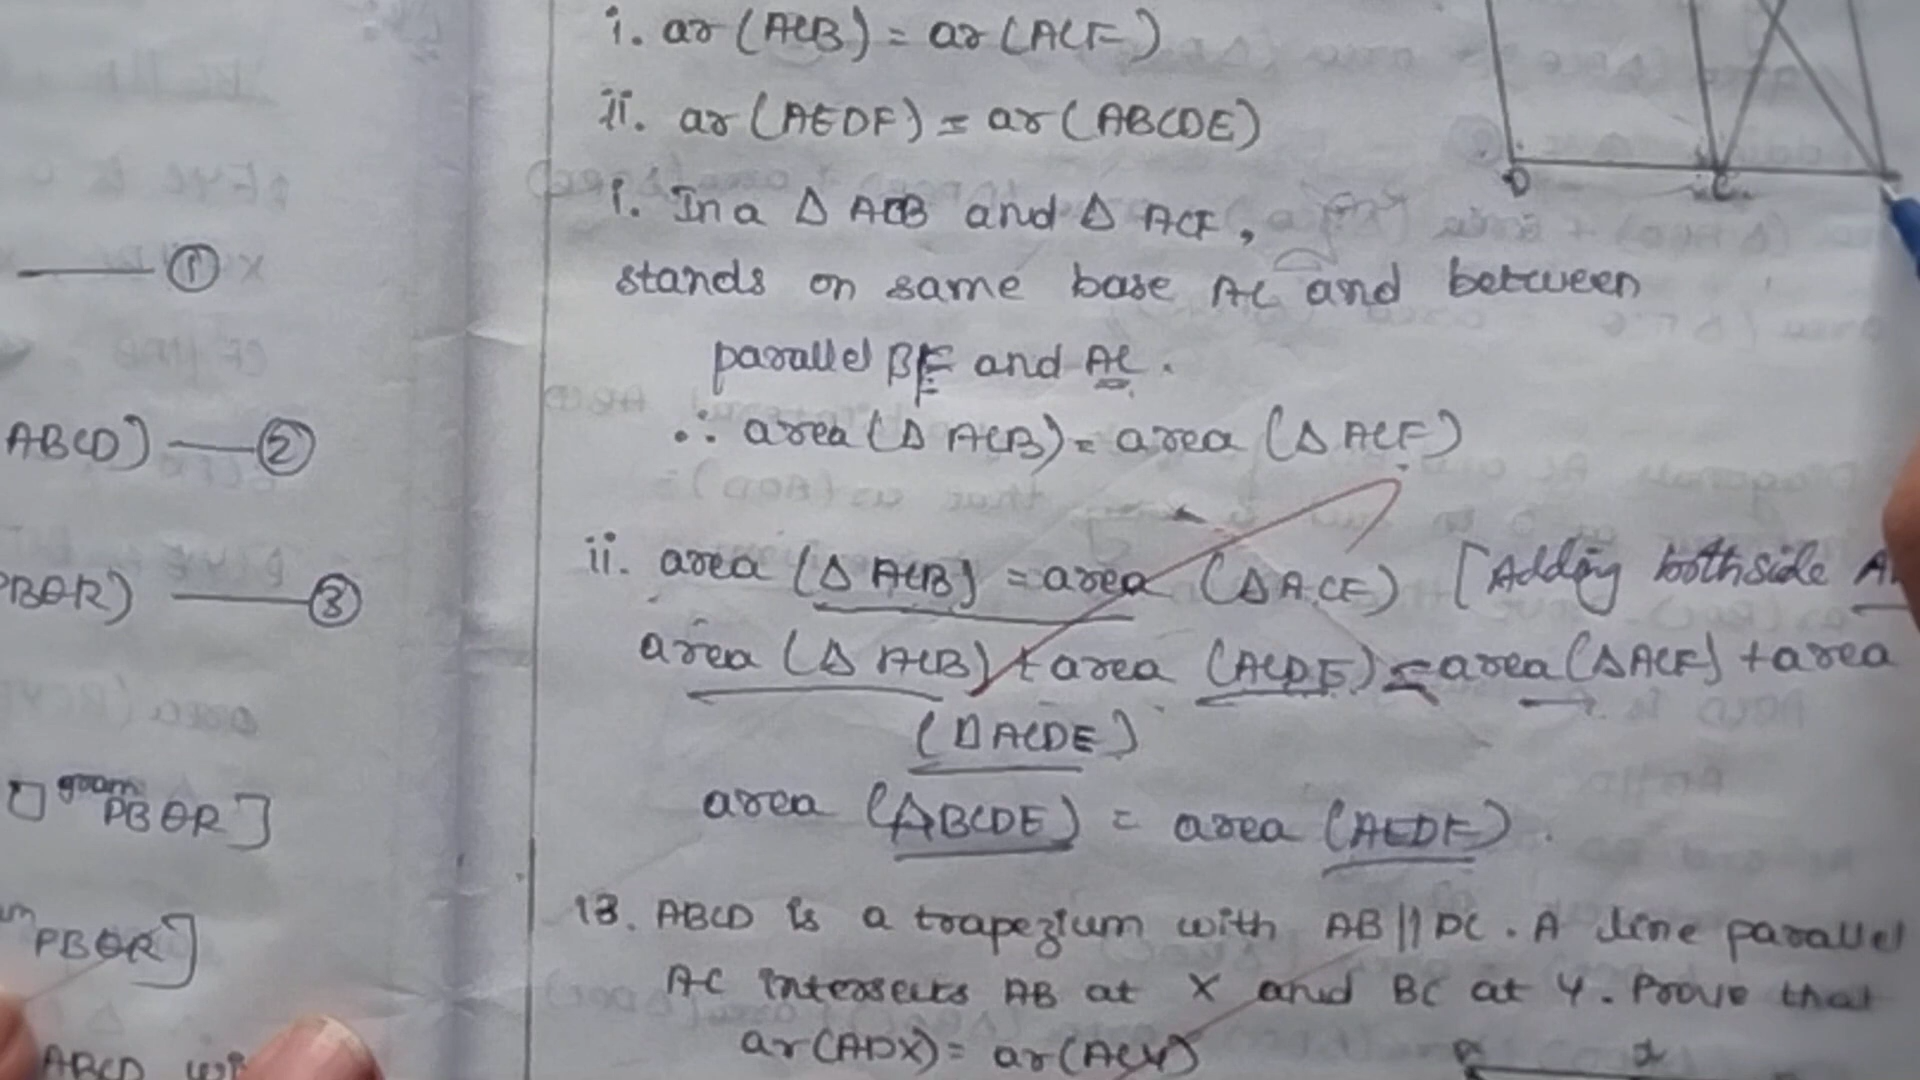 ①
ABCD) — ②
PBQR) — ③
▱ gram PBQR]
PBQR]
ABCD
i. ar (ACB) = ar (ACF)
ii. ar (AEDF) = ar (ABCDE)
D C
i. In a Δ ACB and Δ ACF,
stands on same base AC and between
parallel BF and AC.
∴ area (Δ ACB) = area (Δ ACF)
ii. area (Δ ACB) = area (Δ ACF) [Adding bothside
area (Δ ACB) + area (ACDE) = area (Δ ACF) + area
(▯ ACDE)
area (ABCDE) = area (AEDF).
13. ABCD is a trapezium with AB || DC. A line parallel
AC intersects AB at X and BC at Y. Prove that
ar (ADX) = ar (ACY)